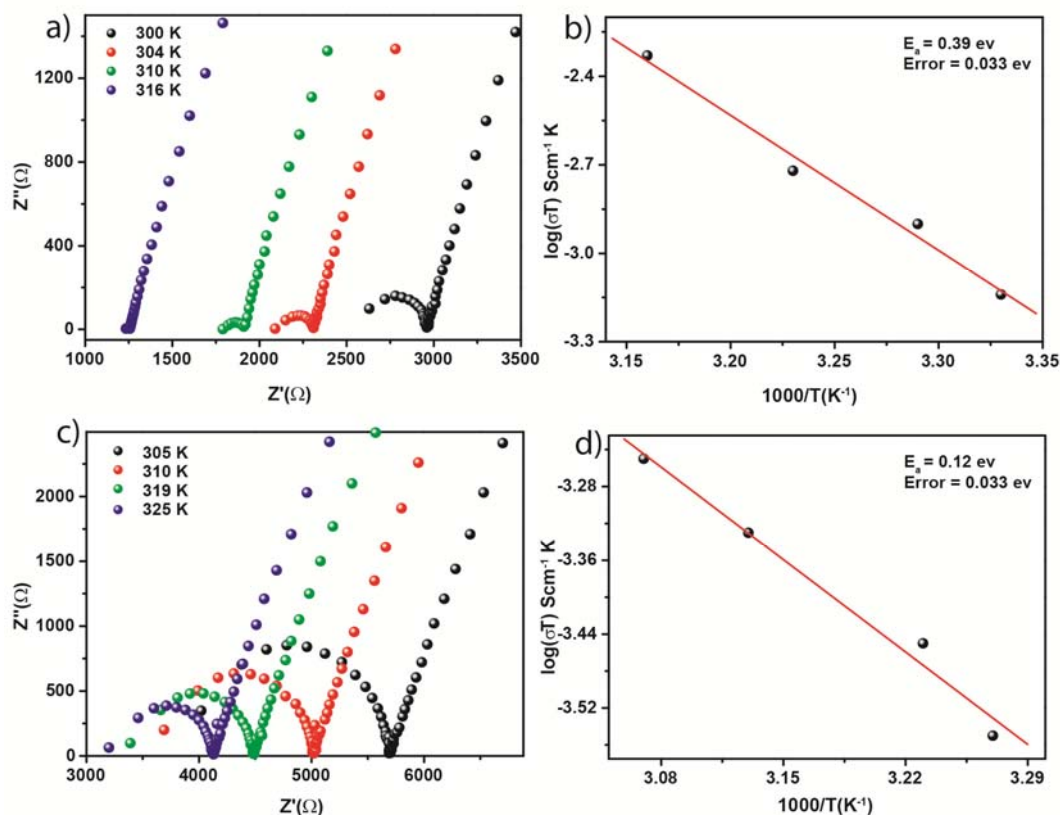 a)
300 K
304 K
310 K
316 K
1200
800
400
0
Z''(Ω)
1000 1500 2000 2500 3000 3500
Z'(Ω)
b)
Eₐ = 0.39 ev
Error = 0.033 ev
-2.4
-2.7
-3.0
-3.3
log(σT) Scm⁻¹ K
3.15 3.20 3.25 3.30 3.35
1000/T(K⁻¹)
c)
305 K
310 K
319 K
325 K
2000
1500
1000
500
0
Z''(Ω)
3000 4000 5000 6000
Z'(Ω)
d)
Eₐ = 0.12 ev
Error = 0.033 ev
-3.28
-3.36
-3.44
-3.52
log(σT) Scm⁻¹ K
3.08 3.15 3.22 3.29
1000/T(K⁻¹)